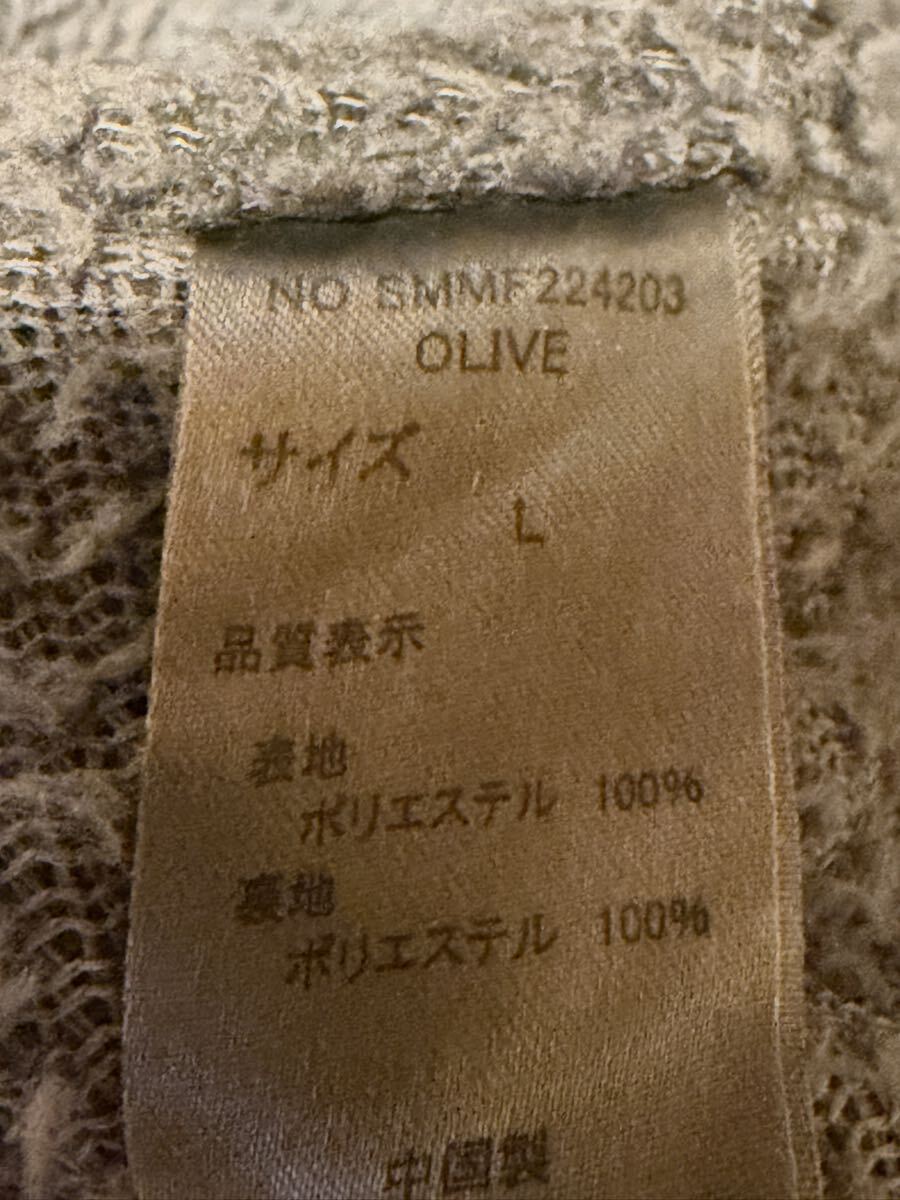 NO SMMF224203
OLIVE
サイズ
L
品質表示
表地
ポリエステル 100%
裏地
ポリエステル 100%
中国製